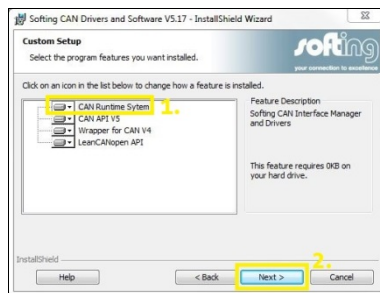 Softing CAN Drivers and Software V5.17 - InstallShield Wizard
Custom Setup
Select the program features you want installed.
softing
your connection to excellence
Click on an icon in the list below to change how a feature is installed.
CAN Runtime Sytem
1.
CAN API V5
Wrapper for CAN V4
LeanCANopen API
Feature Description
Softing CAN Interface Manager
and Drivers
This feature requires 0KB on
your hard drive.
InstallShield
2.
Help
< Back
Next >
Cancel